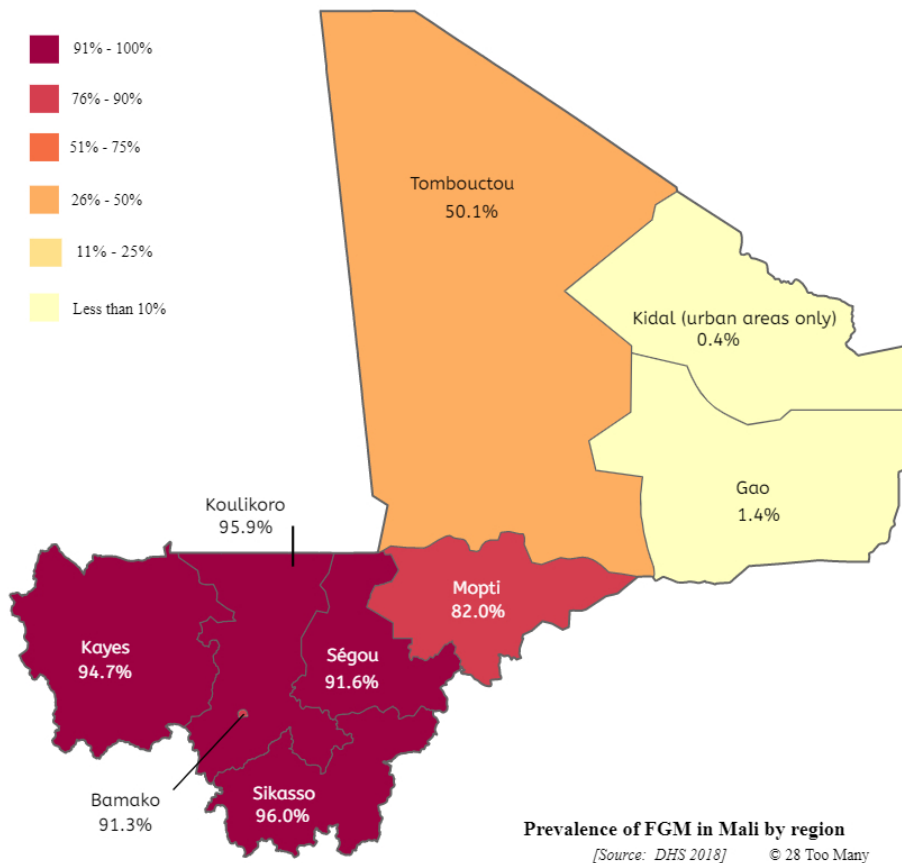 91% - 100%
76% - 90%
51% - 75%
26% - 50%
11% - 25%
Less than 10%
Tombouctou
50.1%
Kidal (urban areas only)
0.4%
Gao
1.4%
Koulikoro
95.9%
Mopti
82.0%
Kayes
94.7%
Ségou
91.6%
Bamako
91.3%
Sikasso
96.0%
Prevalence of FGM in Mali by region
[Source: DHS 2018] © 28 Too Many